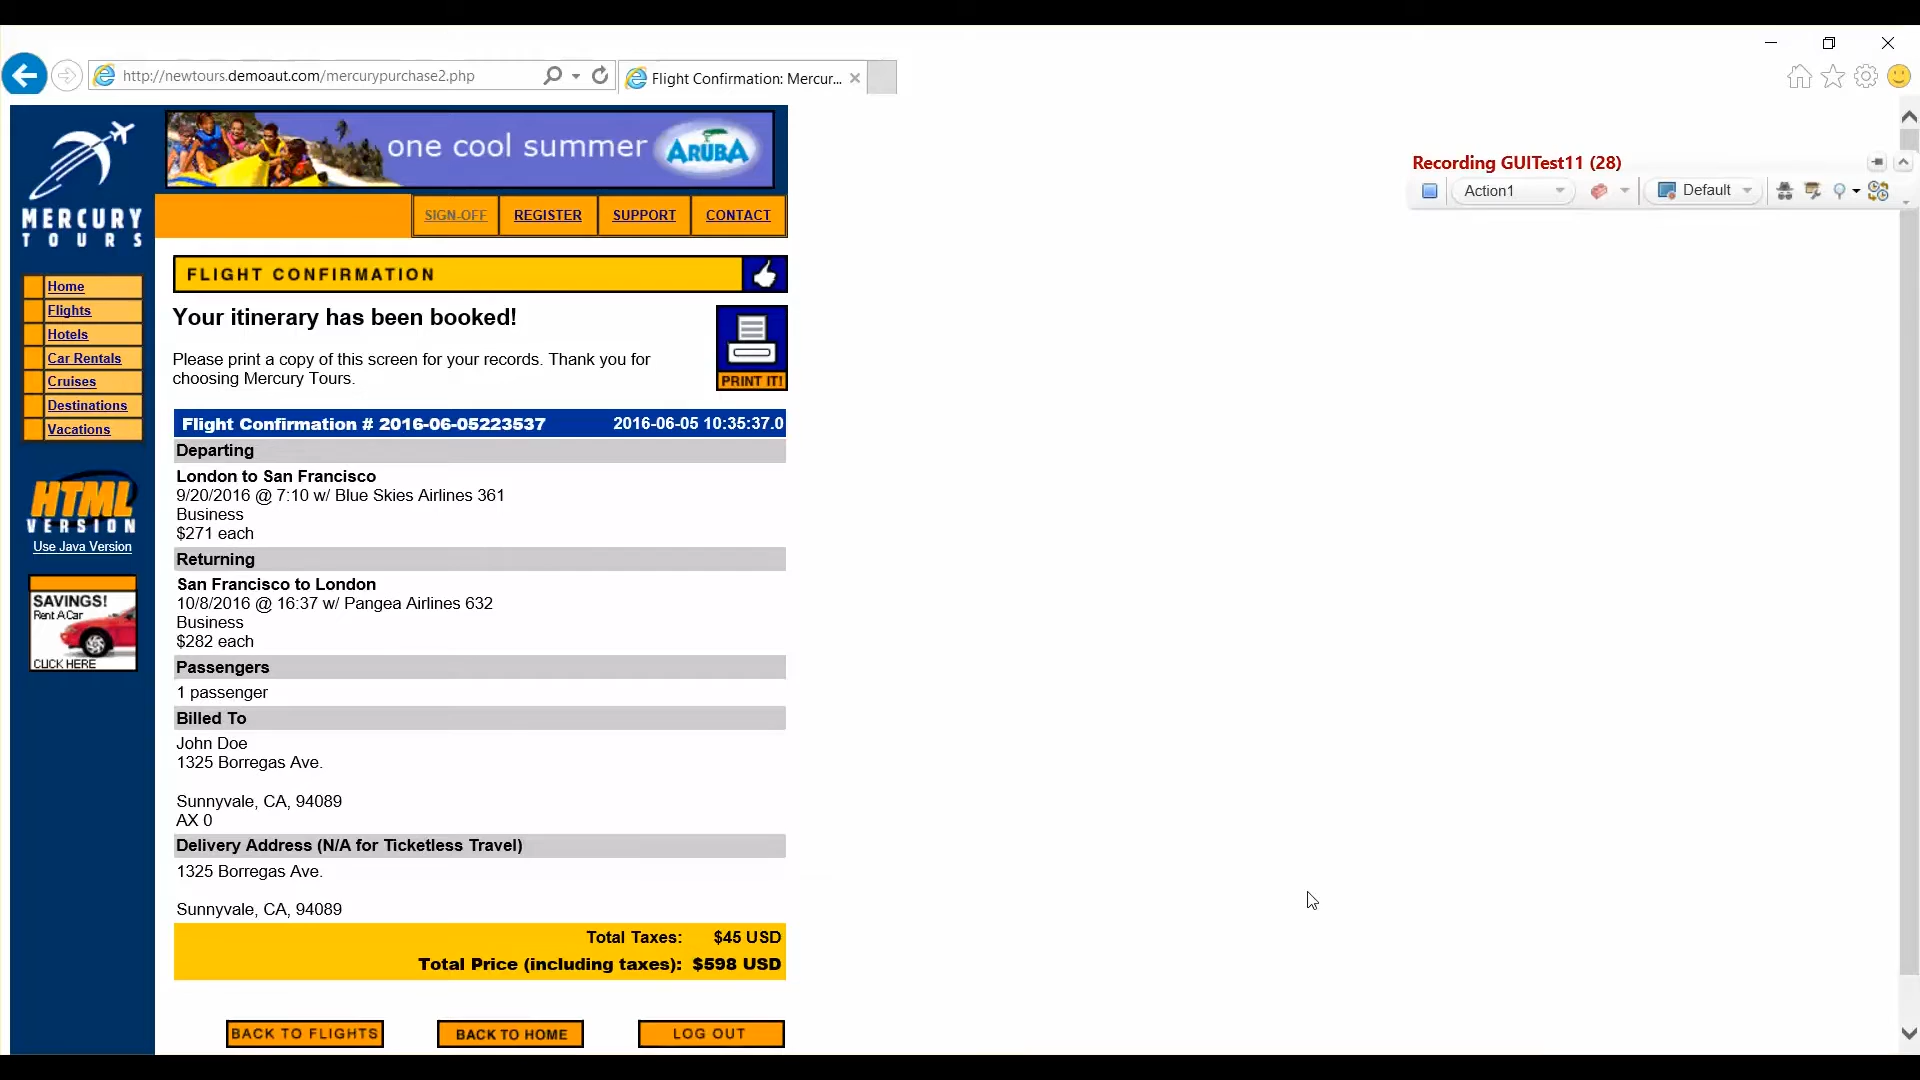 http://newtours.demoaut.com/mercurypurchase2.php
Flight Confirmation: Mercur...
one cool summer
ARUBA
Recording GUITest11 (28)
Action1
Default
MERCURY
TOURS
SIGN-OFF
REGISTER
SUPPORT
CONTACT
FLIGHT CONFIRMATION
Home
Flights
Hotels
Car Rentals
Cruises
Destinations
Vacations
HTML
VERSION
Use Java Version
SAVINGS!
Rent A Car
CLICK HERE
Your itinerary has been booked!
Please print a copy of this screen for your records. Thank you for
choosing Mercury Tours.
PRINT IT!
Flight Confirmation # 2016-06-05223537 2016-06-05 10:35:37.0
Departing
London to San Francisco
9/20/2016 @ 7:10 w/ Blue Skies Airlines 361
Business
$271 each
Returning
San Francisco to London
10/8/2016 @ 16:37 w/ Pangea Airlines 632
Business
$282 each
Passengers
1 passenger
Billed To
John Doe
1325 Borregas Ave.
Sunnyvale, CA, 94089
AX 0
Delivery Address (N/A for Ticketless Travel)
1325 Borregas Ave.
Sunnyvale, CA, 94089
Total Taxes: $45 USD
Total Price (including taxes): $598 USD
BACK TO FLIGHTS
BACK TO HOME
LOG OUT